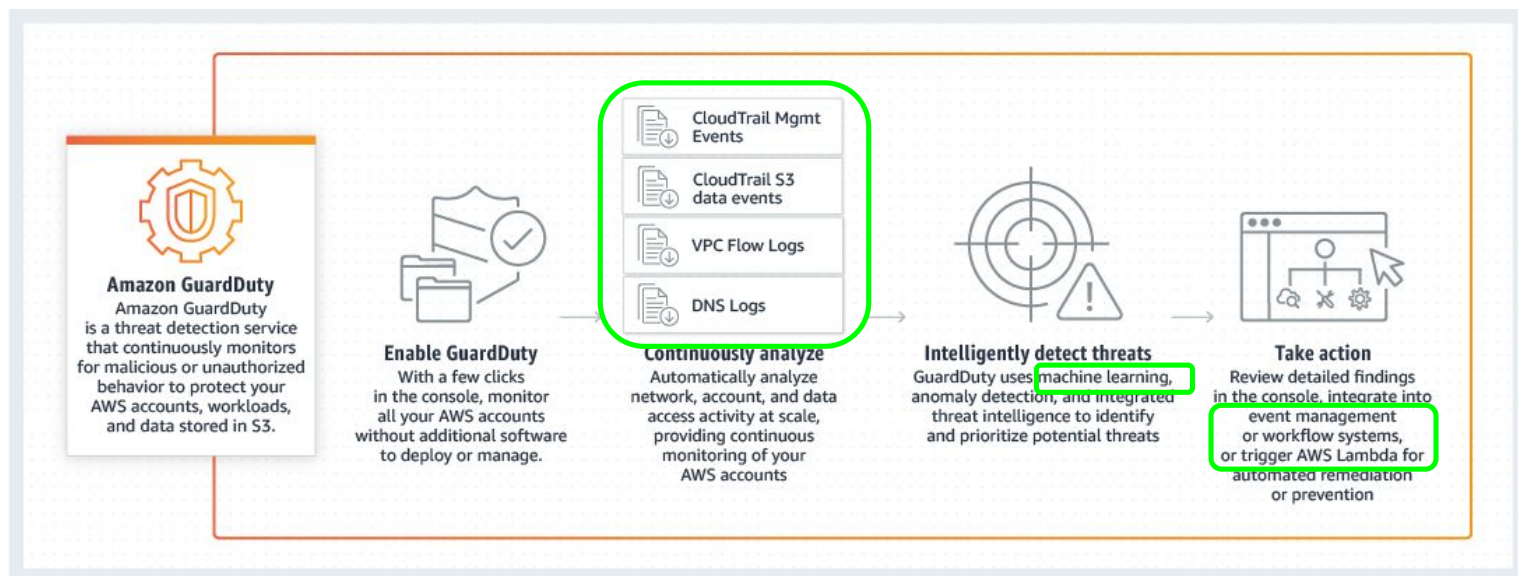 Amazon GuardDuty
Amazon GuardDuty
is a threat detection service
that continuously monitors
for malicious or unauthorized
behavior to protect your
AWS accounts, workloads,
and data stored in S3.
Enable GuardDuty
With a few clicks
in the console, monitor
all your AWS accounts
without additional software
to deploy or manage.
CloudTrail Mgmt
Events
CloudTrail S3
data events
VPC Flow Logs
DNS Logs
Continuously analyze
Automatically analyze
network, account, and data
access activity at scale,
providing continuous
monitoring of your
AWS accounts
Intelligently detect threats
GuardDuty uses machine learning,
anomaly detection, and integrated
threat intelligence to identify
and prioritize potential threats
Take action
Review detailed findings
in the console, integrate into
event management
or workflow systems,
or trigger AWS Lambda for
automated remediation
or prevention